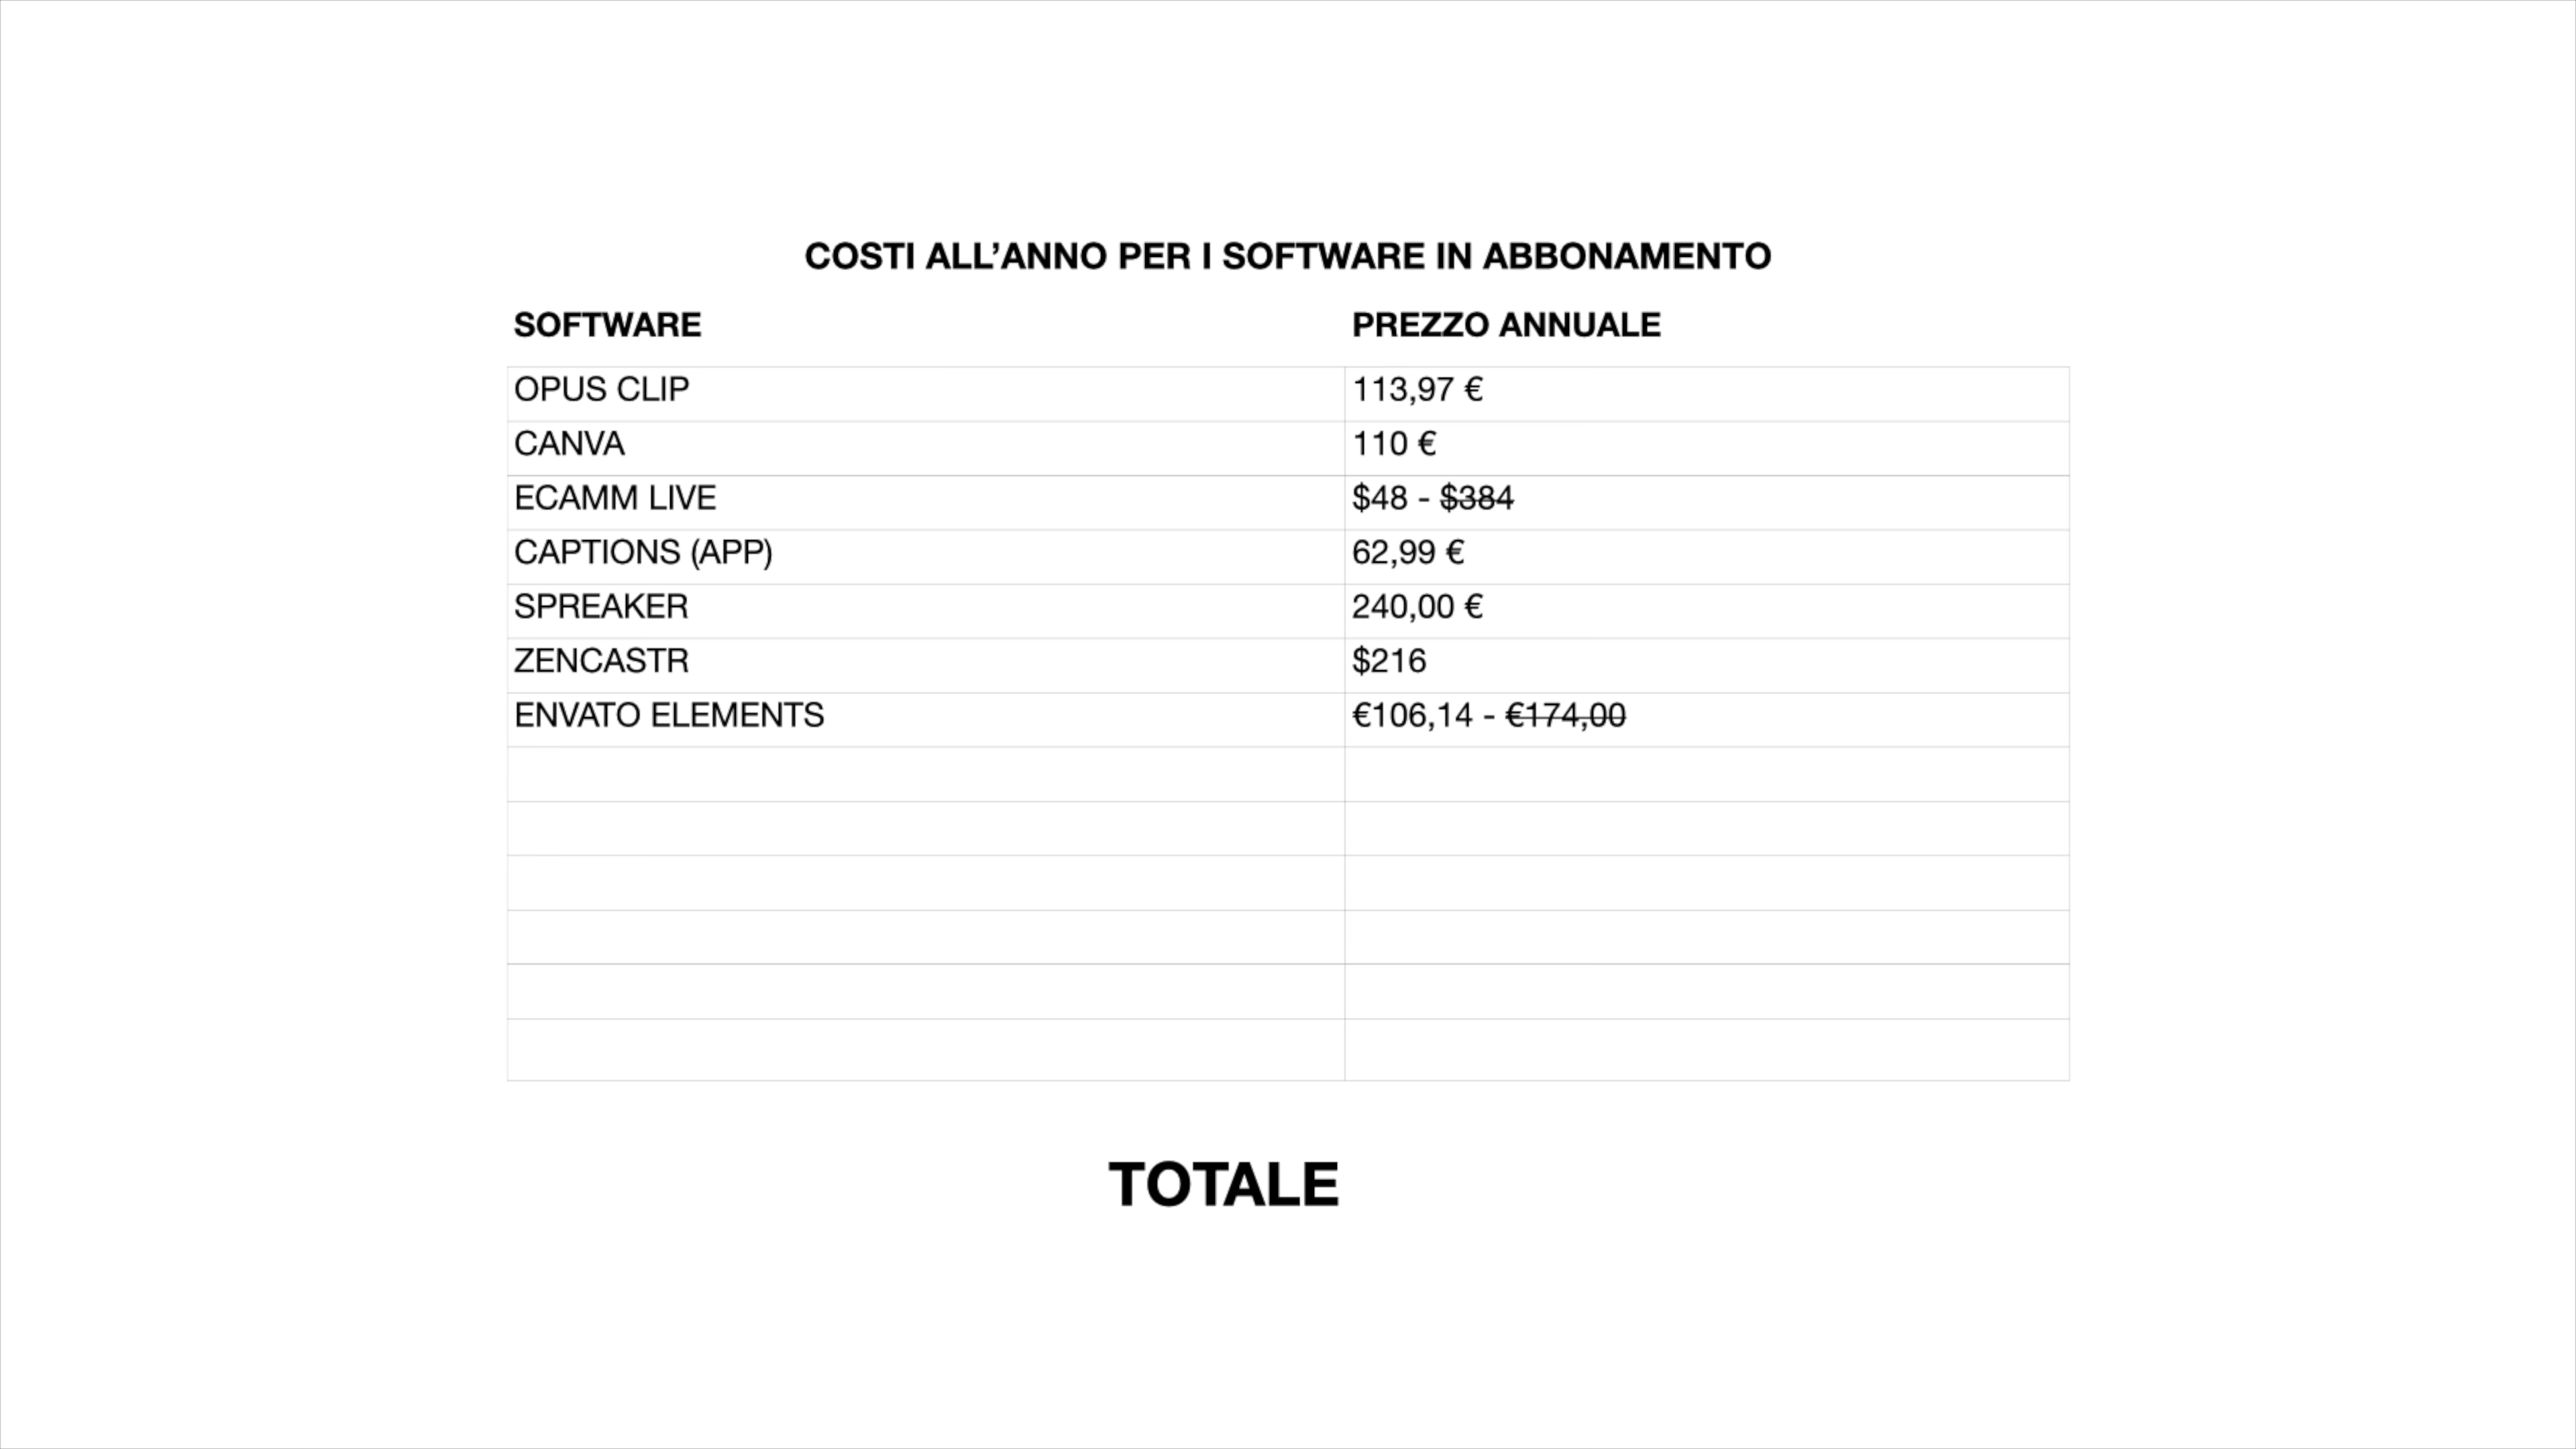 COSTI ALL’ANNO PER I SOFTWARE IN ABBONAMENTO
SOFTWARE PREZZO ANNUALE
OPUS CLIP 113,97 €
CANVA 110 €
ECAMM LIVE $48 - $384
CAPTIONS (APP) 62,99 €
SPREAKER 240,00 €
ZENCASTR $216
ENVATO ELEMENTS €106,14 - €174,00
TOTALE